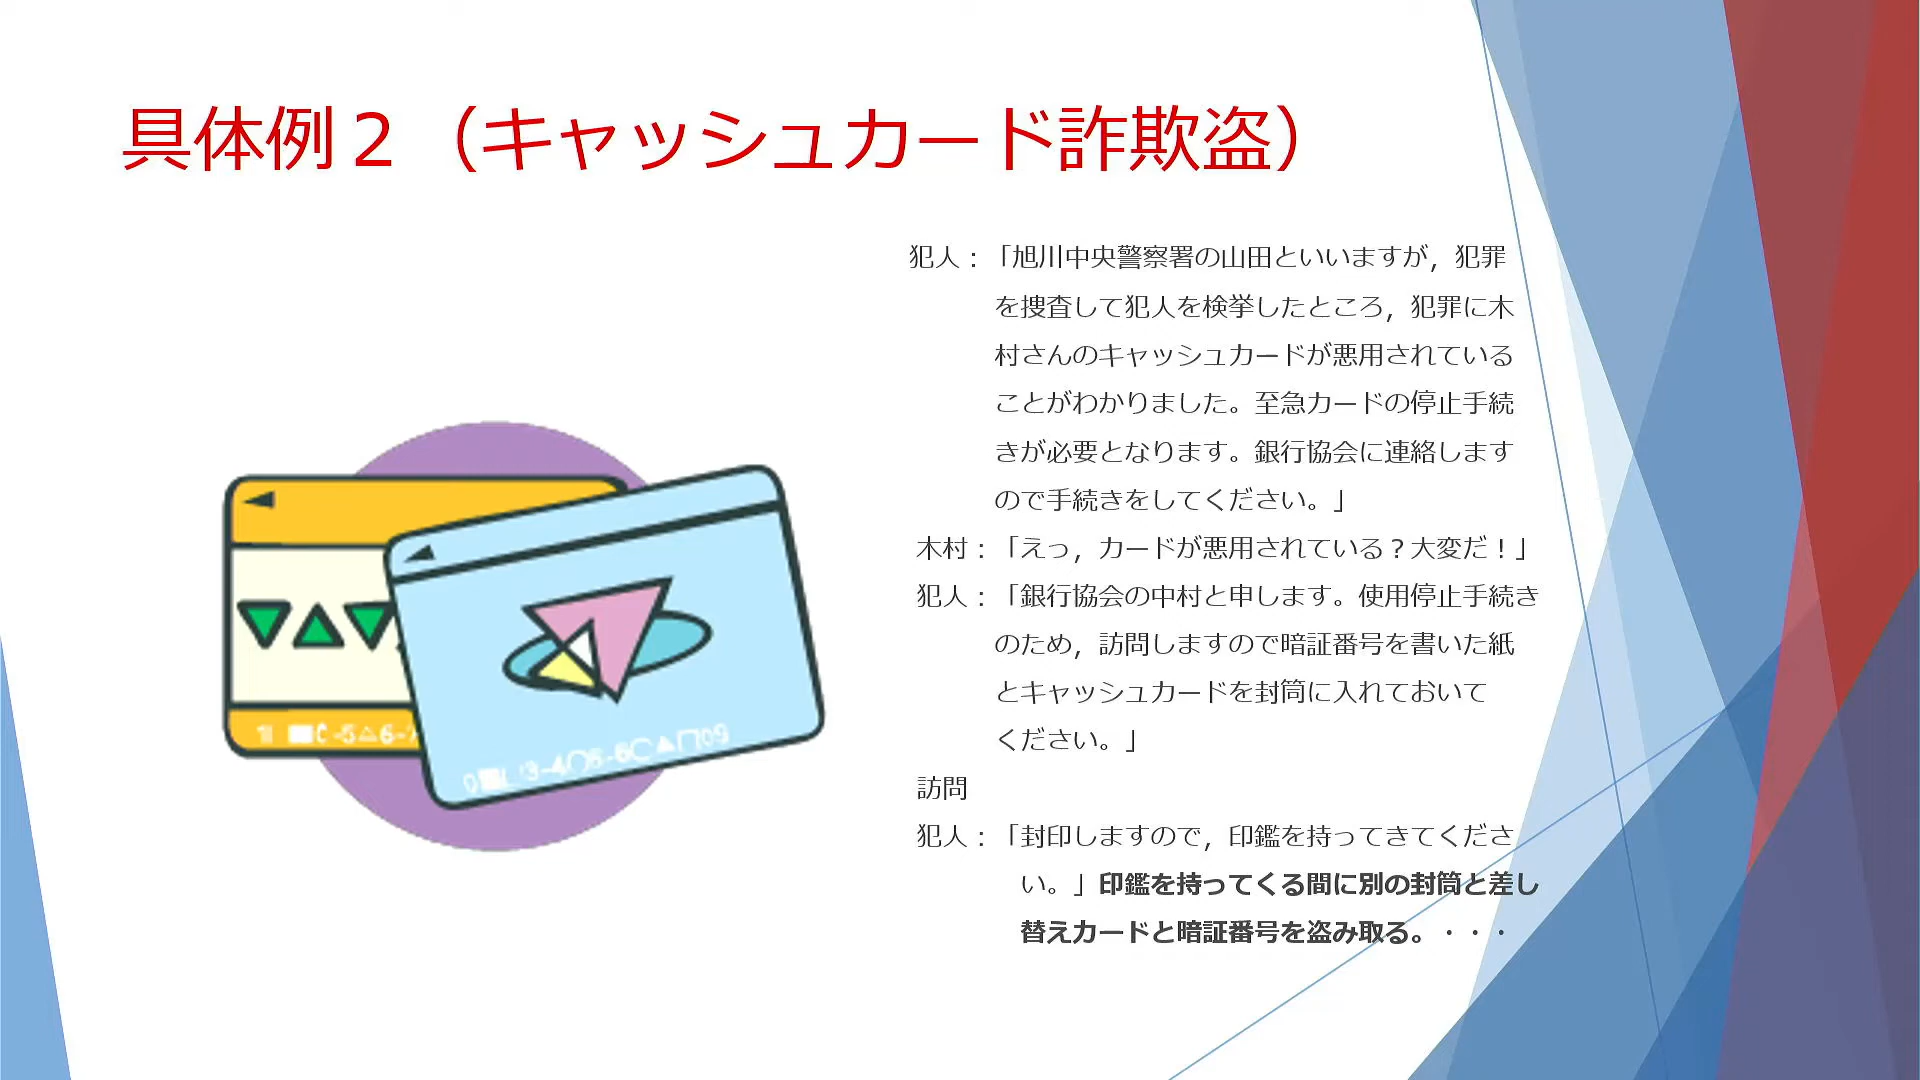 具体例２（キャッシュカード詐欺盗）
犯人：「旭川中央警察署の山田といいますが，犯罪
を捜査して犯人を検挙したところ，犯罪に木
村さんのキャッシュカードが悪用されている
ことがわかりました。至急カードの停止手続
きが必要となります。銀行協会に連絡します
ので手続きをしてください。」
木村：「えっ，カードが悪用されている？大変だ！」
犯人：「銀行協会の中村と申します。使用停止手続き
のため，訪問しますので暗証番号を書いた紙
とキャッシュカードを封筒に入れておいて
ください。」
訪問
犯人：「封印しますので，印鑑を持ってきてくださ
い。」印鑑を持ってくる間に別の封筒と差し
替えカードと暗証番号を盗み取る。・・・